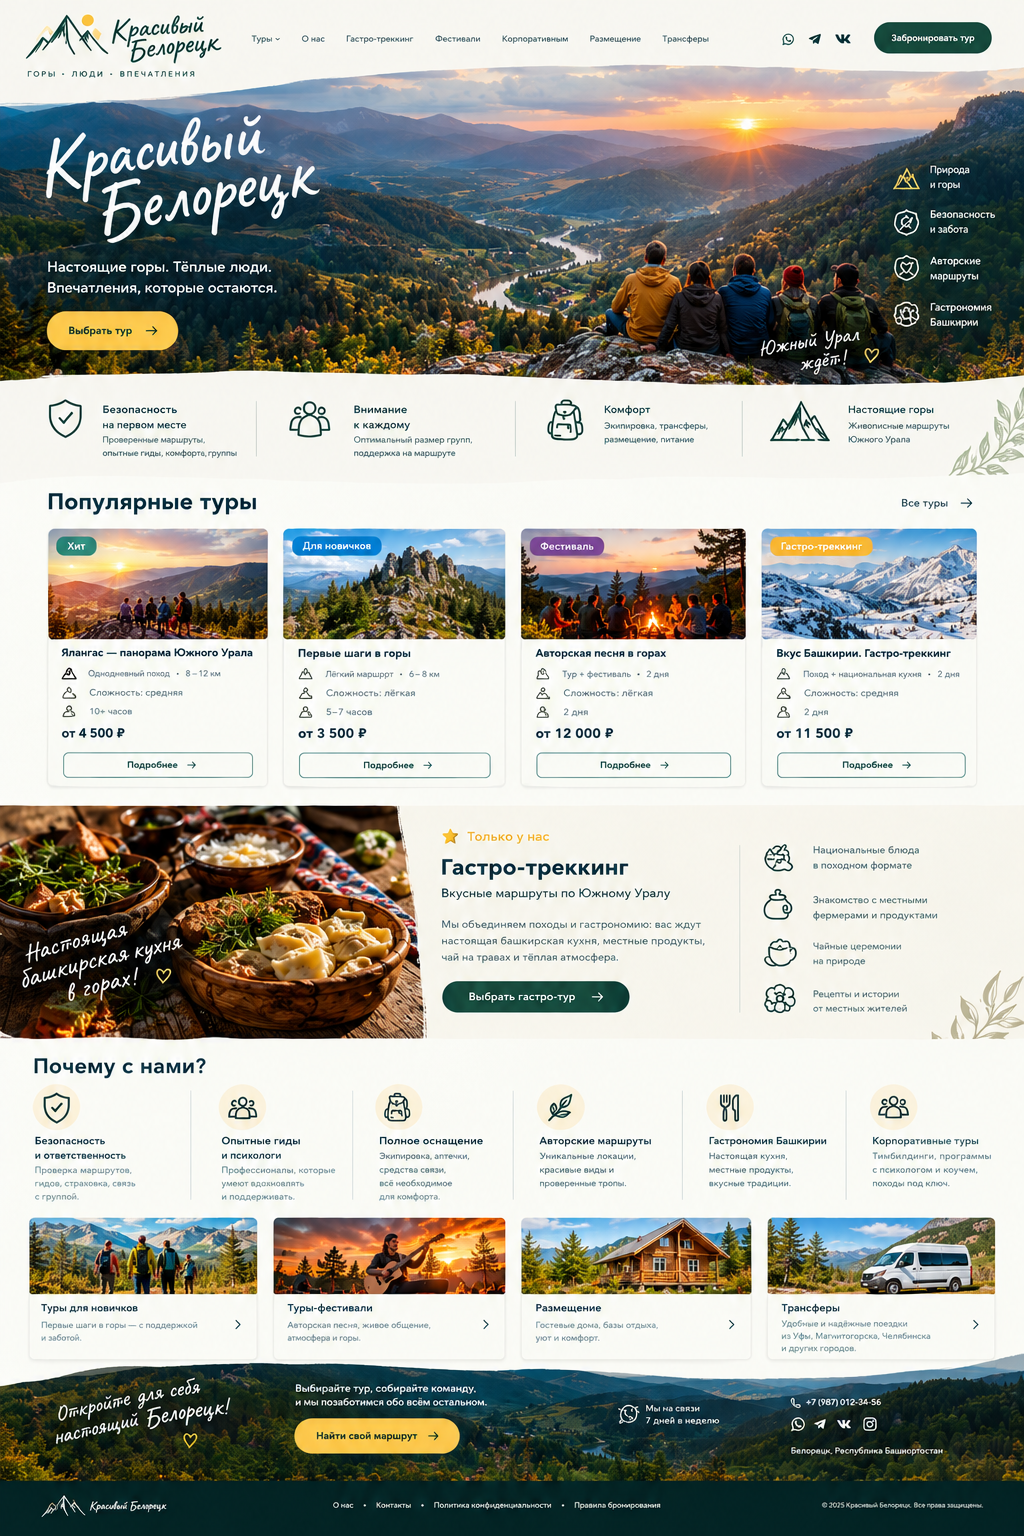 Красивый
Белорецк
ГОРЫ • ЛЮДИ • ВПЕЧАТЛЕНИЯ
Туры
О нас
Гастро-треккинг
Фестивали
Корпоративным
Размещение
Трансферы
Забронировать тур
Красивый
Белорецк
Настоящие горы. Тёплые люди.
Впечатления, которые остаются.
Выбрать тур →
Природа
и горы
Безопасность
и забота
Авторские
маршруты
Гастрономия
Башкирии
Южный Урал
ждёт!
Безопасность
на первом месте
Проверенные маршруты,
опытные гиды, комфорта, группы
Внимание
к каждому
Оптимальный размер групп,
поддержка на маршруте
Комфорт
Экипировка, трансферы,
размещение, питание
Настоящие горы
Живописные маршруты
Южного Урала
Популярные туры
Все туры →
Хит
Ялангас — панорама Южного Урала
Однодневный поход • 8–12 км
Сложность: средняя
10+ часов
от 4 500 ₽
Подробнее →
Для новичков
Первые шаги в горы
Лёгкий маршррт • 6–8 км
Сложность: лёгкая
5–7 часов
от 3 500 ₽
Подробнее →
Фестиваль
Авторская песня в горах
Тур + фестиваль • 2 дня
Сложность: лёгкая
2 дня
от 12 000 ₽
Подробнее →
Гастро-треккинг
Вкус Башкирии. Гастро-треккинг
Поход + национальная кухня • 2 дня
Сложность: средняя
2 дня
от 11 500 ₽
Подробнее →
Настоящая
башкирская кухня
в горах!
Только у нас
Гастро-треккинг
Вкусные маршруты по Южному Уралу
Мы объединяем походы и гастрономию: вас ждут
настоящая башкирская кухня, местные продукты,
чай на травах и тёплая атмосфера.
Выбрать гастро-тур →
Национальные блюда
в походном формате
Знакомство с местными
фермерами и продуктами
Чайные церемонии
на природе
Рецепты и истории
от местных жителей
Почему с нами?
Безопасность
и ответственность
Проверка маршрутов,
гидов, страховка, связь
с группой.
Опытные гиды
и психологи
Профессионалы, которые
умеют вдохновлять
и поддерживать.
Полное оснащение
Экипировка, аптечки,
средства связи,
всё необходимое
для комфорта.
Авторские маршруты
Уникальные локации,
красивые виды и
проверенные тропы.
Гастрономия Башкирии
Настоящая кухня,
местные продукты,
вкусные традиции.
Корпоративные туры
Тимбилдинги, программы
с психологом и коучем,
походы под ключ.
Туры для новичков
Первые шаги в горы — с поддержкой
и заботой.
Туры-фестивали
Авторская песня, живое общение,
атмосфера и горы.
Размещение
Гостевые дома, базы отдыха,
уют и комфорт.
Трансферы
Удобные и надёжные поездки
из Уфы, Магнитогорска, Челябинска
и других городов.
Откройте для себя
настоящий Белорецк!
Выбирайте тур, собирайте команду,
и мы позаботимся обо всём остальном.
Найти свой маршрут →
Мы на связи
7 дней в неделю
+7 (987) 012-34-56
Белорецк, Республика Башкортостан
Красивый Белорецк
О нас • Контакты • Политика конфиденциальности • Правила бронирования
© 2025 Красивый Белорецк. Все права защищены.